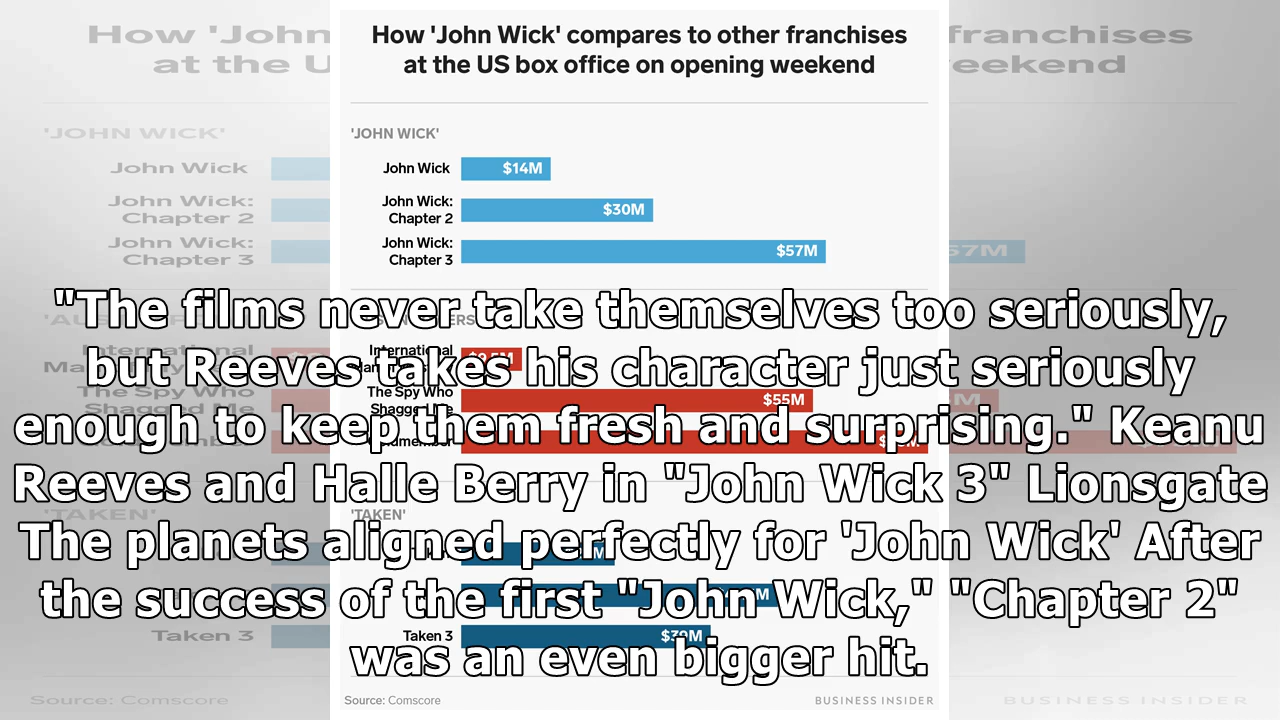 How 'John Wick' compares to other franchises
at the US box office on opening weekend
'JOHN WICK'
John Wick $14M
John Wick:
Chapter 2 $30M
John Wick:
Chapter 3 $57M
"The films never take themselves too seriously,
International
but Reeves takes his character just seriously
The Spy Who
$55M
enough to keep them fresh and surprising." Keanu
Reeves and Halle Berry in "John Wick 3" Lionsgate
'TAKEN'
The planets aligned perfectly for 'John Wick' After
the success of the first "John Wick," "Chapter 2"
Taken 3
was an even bigger hit.
Source: Comscore
BUSINESS INSIDER